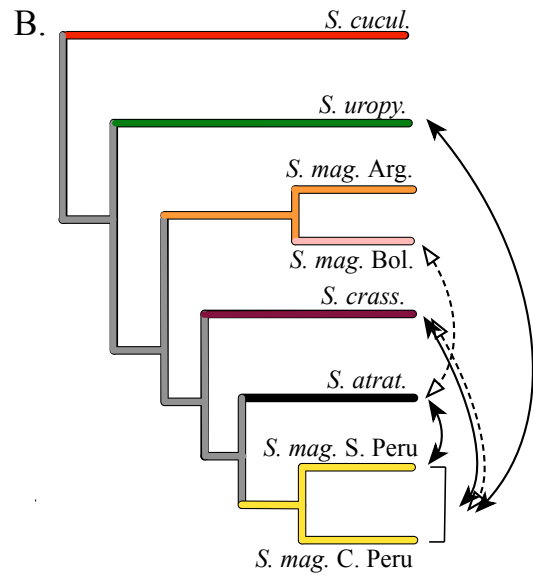 B.
S. cucul.
S. uropy.
S. mag. Arg.
S. mag. Bol.
S. crass.
S. atrat.
S. mag. S. Peru
S. mag. C. Peru